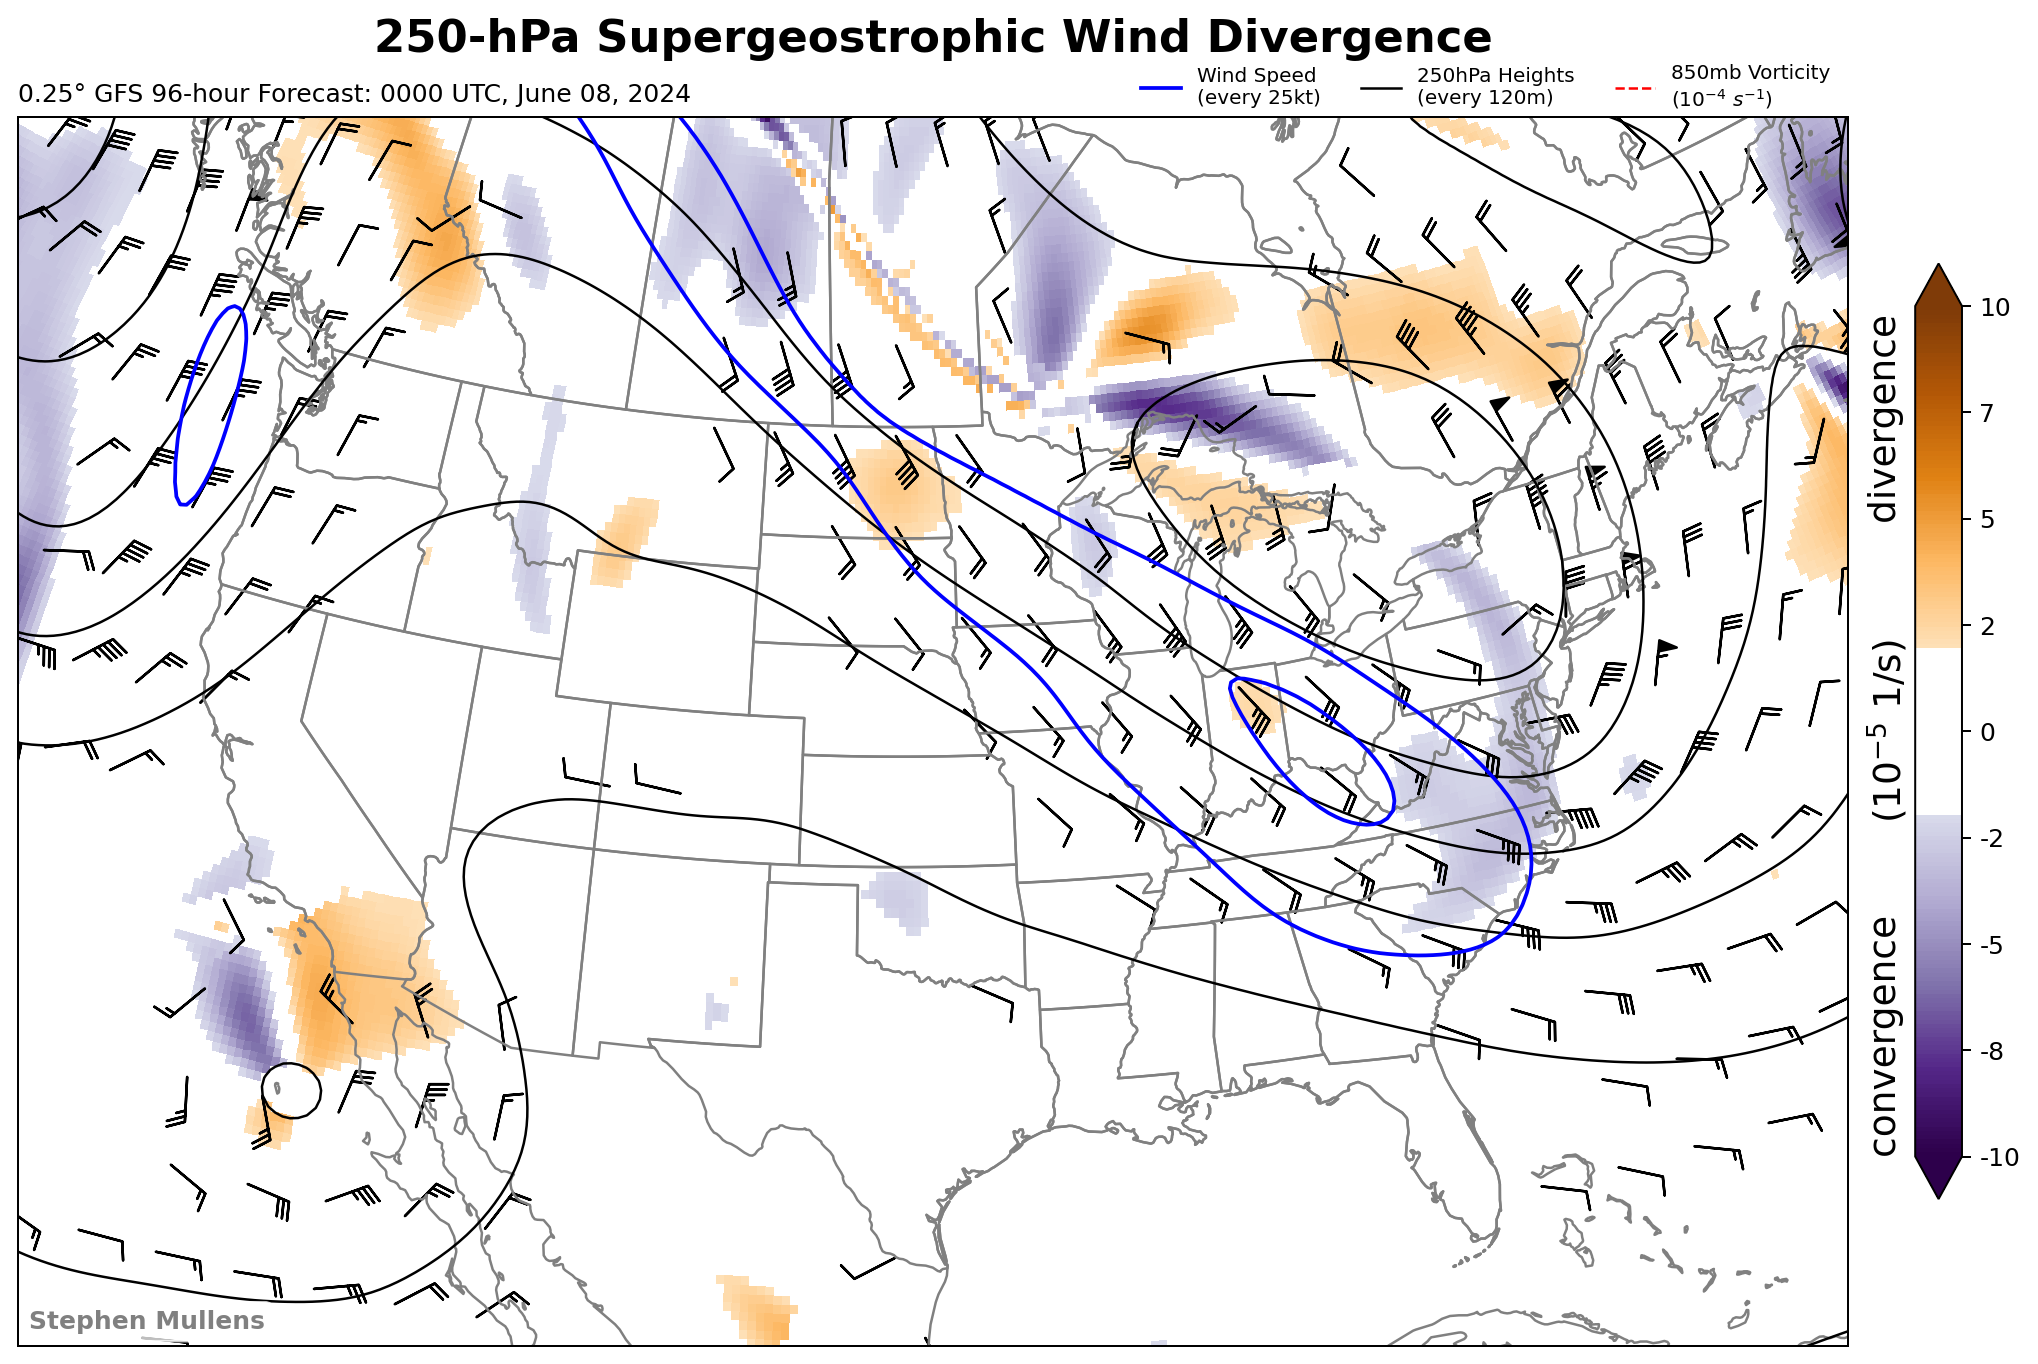 250-hPa Supergeostrophic Wind Divergence
0.25° GFS 96-hour Forecast: 0000 UTC, June 08, 2024
Wind Speed
(every 25kt)
250hPa Heights
(every 120m)
850mb Vorticity
(10⁻⁴ s⁻¹)
10
7
5
2
0
-2
-5
-8
-10
convergence (10⁻⁵ 1/s) divergence
Stephen Mullens